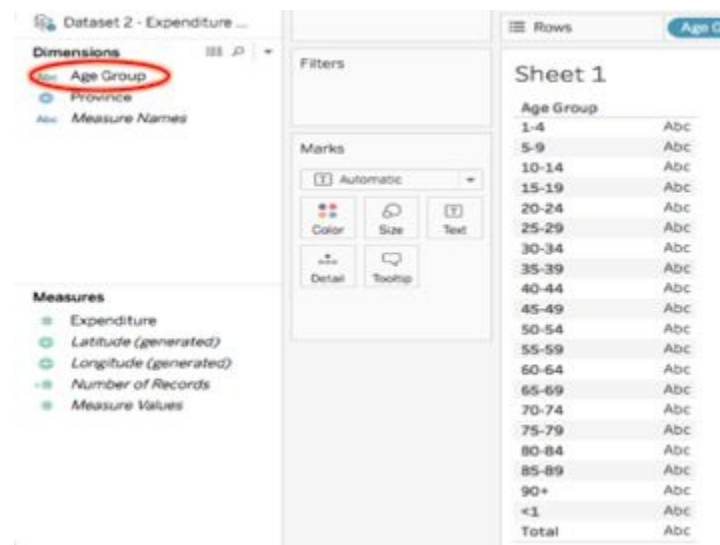 Dataset 2 - Expenditure ...
Dimensions
Abc Age Group
Province
Abc Measure Names
Measures
Expenditure
Latitude (generated)
Longitude (generated)
Number of Records
Measure Values
Filters
Marks
Automatic
Color
Size
Text
Detail
Tooltip
Rows
Age G
Sheet 1
Age Group
1-4 Abc
5-9 Abc
10-14 Abc
15-19 Abc
20-24 Abc
25-29 Abc
30-34 Abc
35-39 Abc
40-44 Abc
45-49 Abc
50-54 Abc
55-59 Abc
60-64 Abc
65-69 Abc
70-74 Abc
75-79 Abc
80-84 Abc
85-89 Abc
90+ Abc
<1 Abc
Total Abc